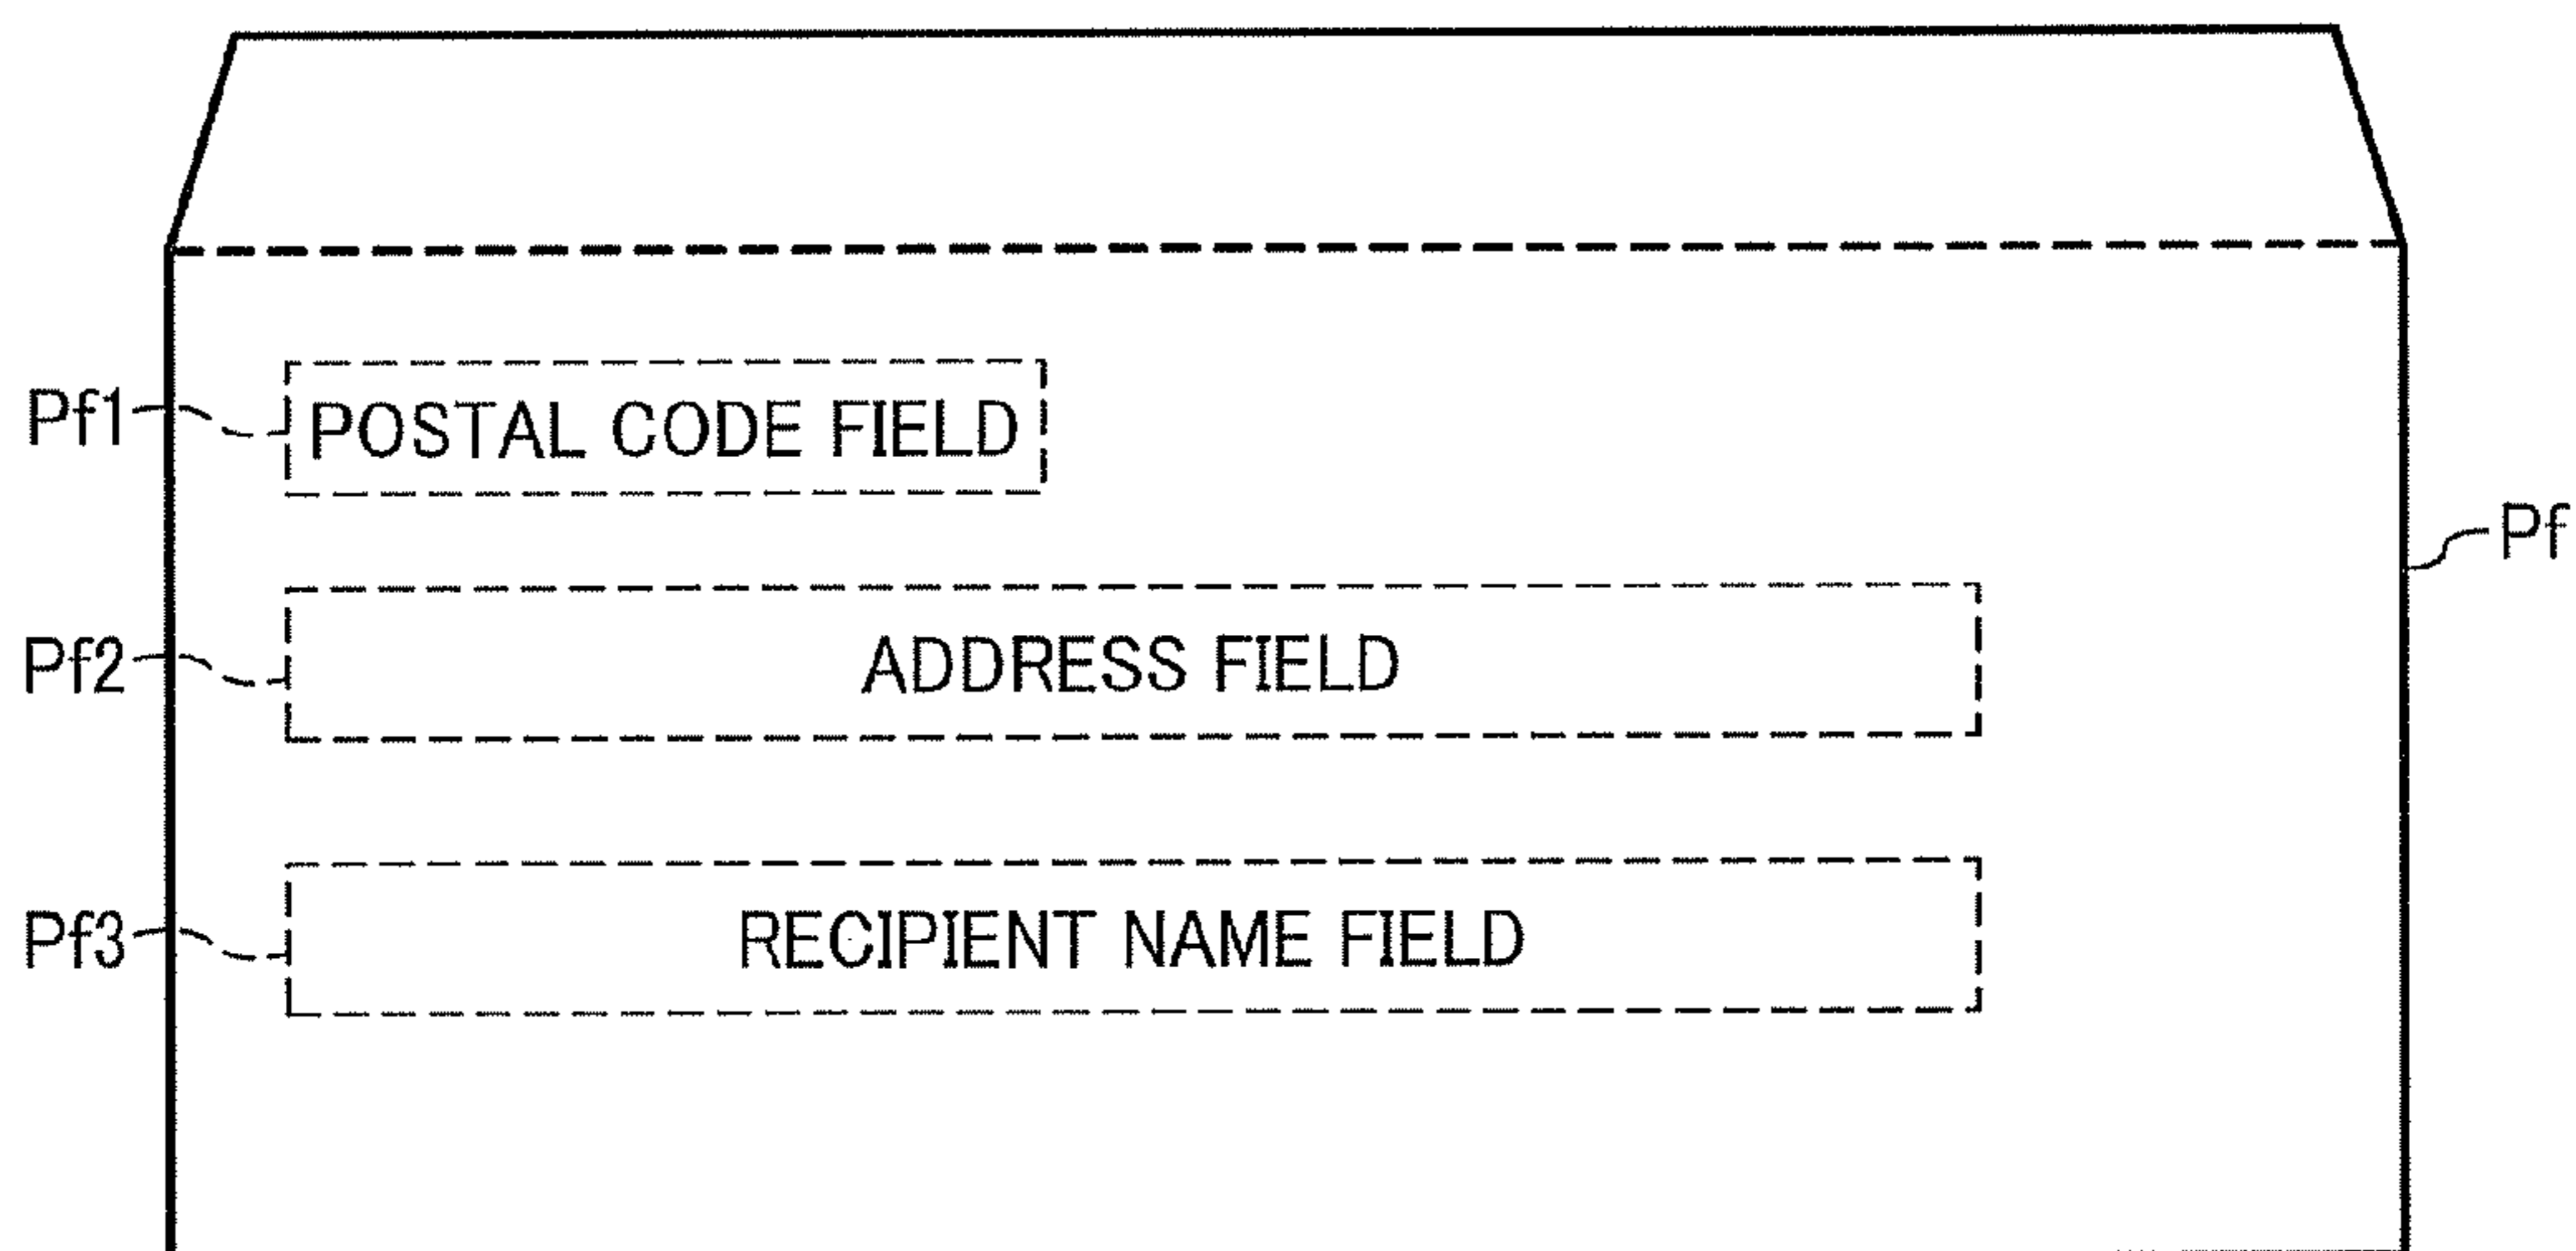 Pf1 POSTAL CODE FIELD
Pf
Pf2 ADDRESS FIELD
Pf3 RECIPIENT NAME FIELD